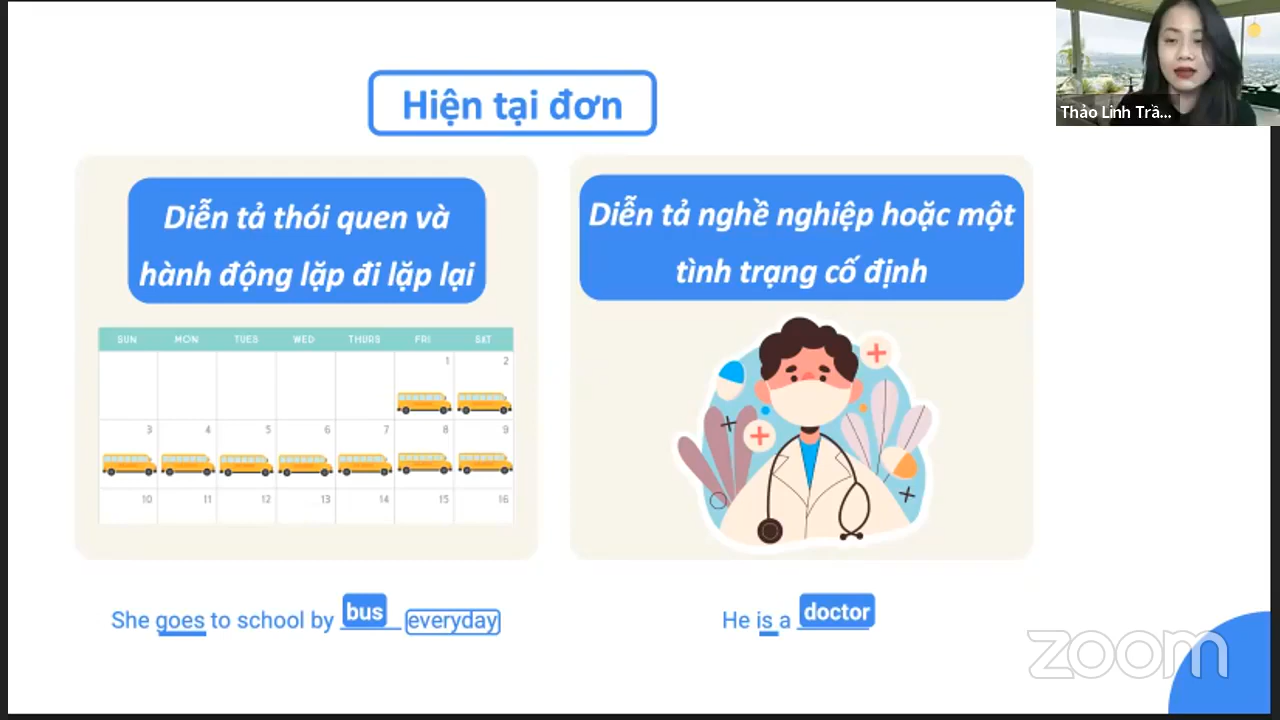 Hiện tại đơn
Thảo Linh Trầ...
Diễn tả thói quen và
hành động lặp đi lặp lại
Diễn tả nghề nghiệp hoặc một
tình trạng cố định
SUN MON TUES WED THURS FRI SAT
1 2
3 4 5 6 7 8 9
10 11 12 13 14 15 16
She goes to school by bus everyday
He is a doctor
zoom